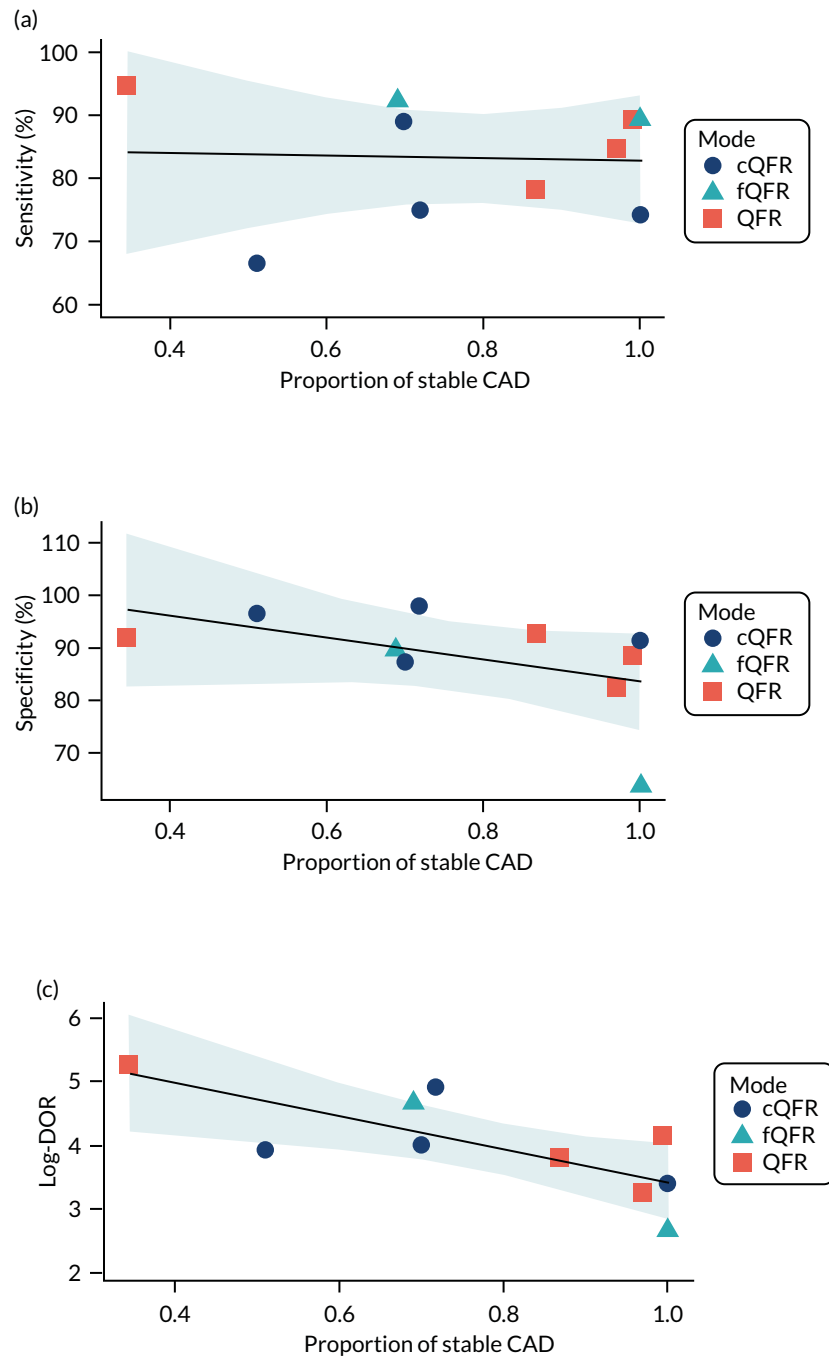 (a)
100
90
80
70
60
Sensitivity (%)
0.4 0.6 0.8 1.0
Proportion of stable CAD
Mode
cQFR
fQFR
QFR
(b)
110
100
90
80
70
Specificity (%)
0.4 0.6 0.8 1.0
Proportion of stable CAD
Mode
cQFR
fQFR
QFR
(c)
6
5
4
3
2
Log-DOR
0.4 0.6 0.8 1.0
Proportion of stable CAD
Mode
cQFR
fQFR
QFR